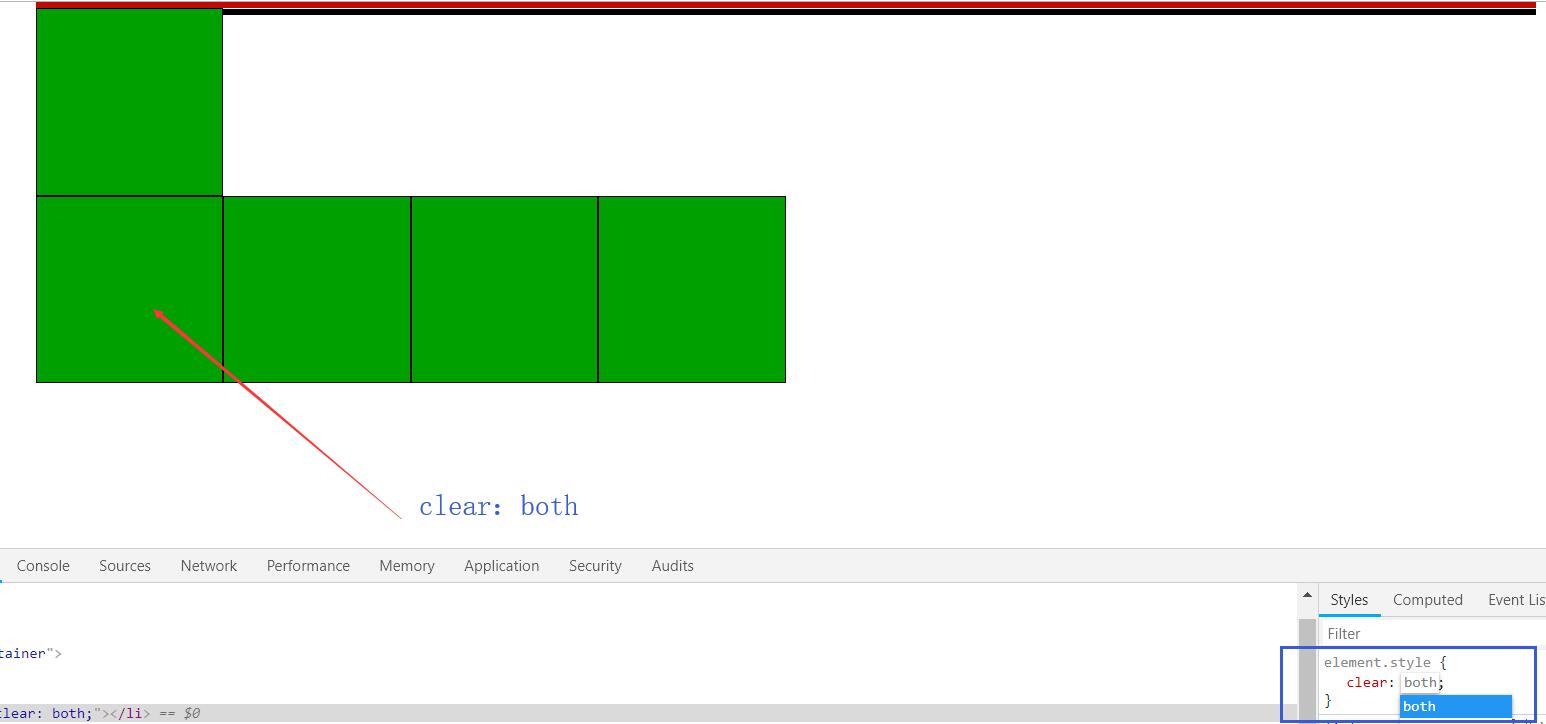 clear：both
Console Sources Network Performance Memory Application Security Audits
Styles Computed Event Lis
Filter
tainer">
element.style {
clear: both;
}
both
clear: both;"></li> == $0